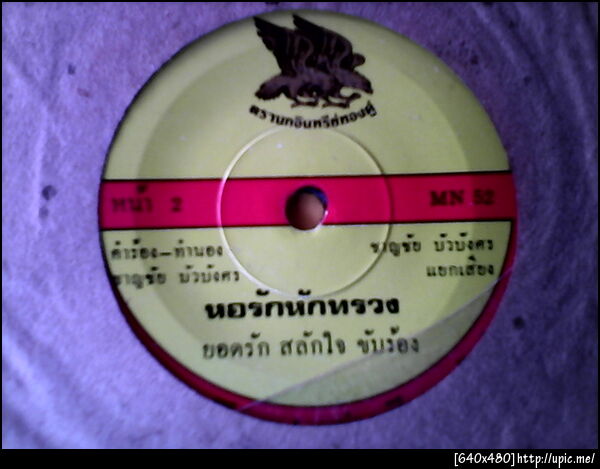 ตรานกอินทรีย์ทองคู่
หน้า 2 MN 52
คำร้อง-ทำนอง
ชาญชัย บัวบังศร
ชาญชัย บัวบังศร
แยกเสียง
หอรักหักทรวง
ยอดรัก สลักใจ ขับร้อง
[640x480]http://upic.me/